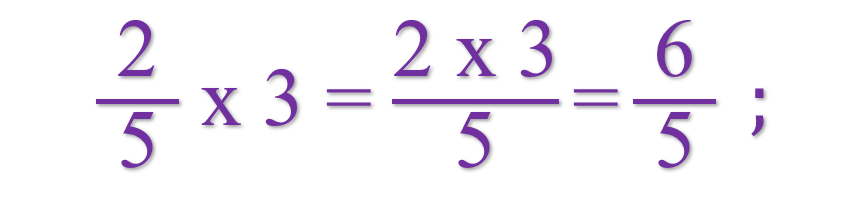 2/5 x 3 = 2 x 3/5 = 6/5 ;